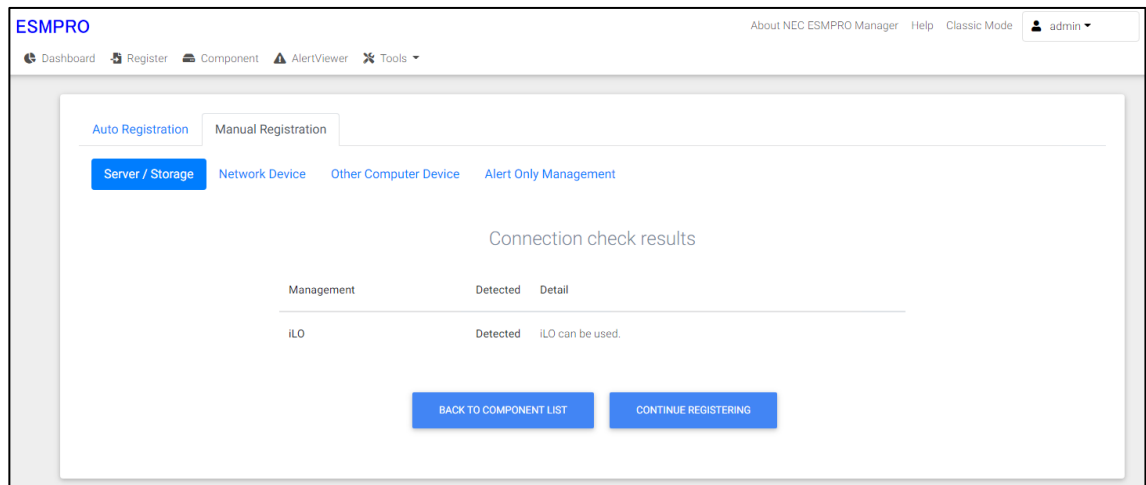 ESMPRO
About NEC ESMPRO Manager Help Classic Mode admin
Dashboard Register Component AlertViewer Tools
Auto Registration Manual Registration
Server / Storage Network Device Other Computer Device Alert Only Management
Connection check results
Management Detected Detail
iLO Detected iLO can be used.
BACK TO COMPONENT LIST CONTINUE REGISTERING